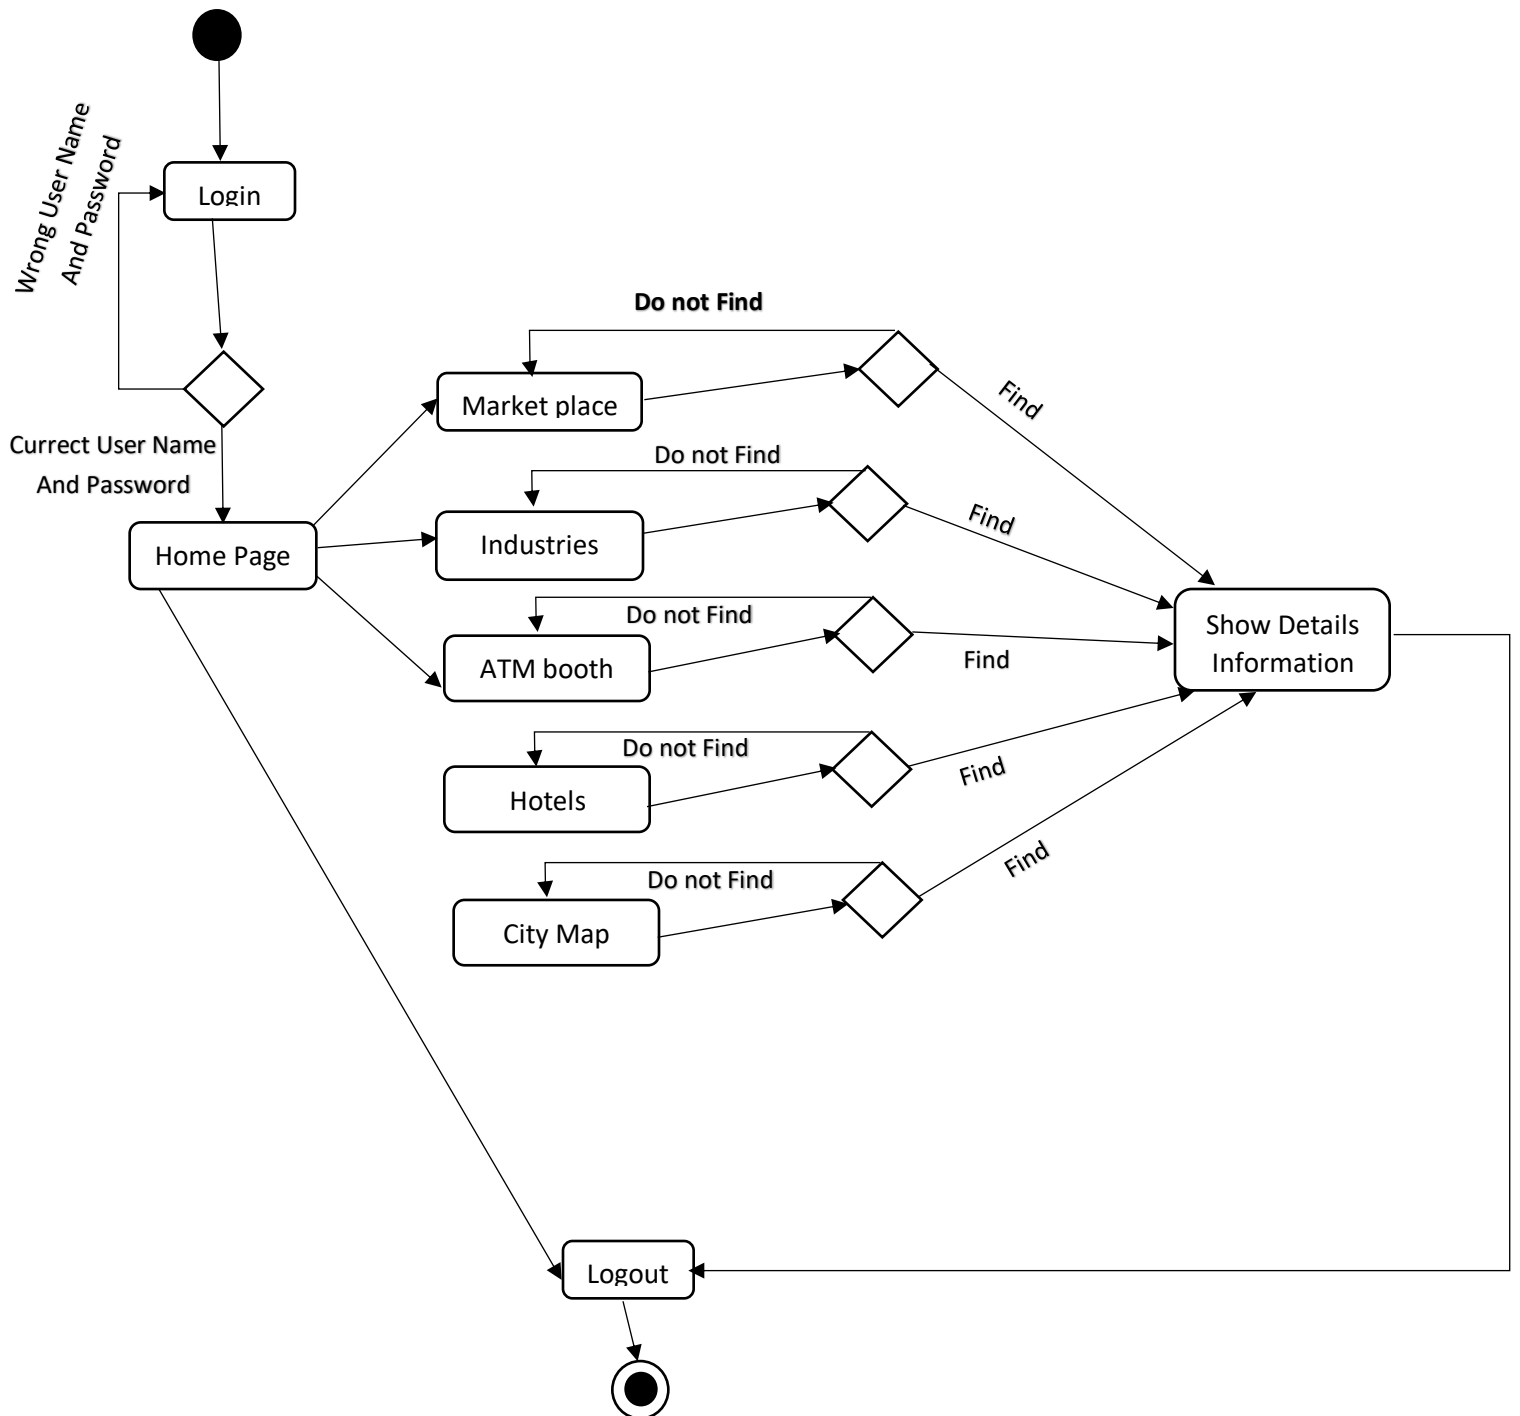 Wrong User Name
And Password
Login
Currect User Name
And Password
Home Page
Do not Find
Market place
Find
Do not Find
Industries
Find
Do not Find
ATM booth
Find
Show Details
Information
Do not Find
Hotels
Find
Do not Find
City Map
Find
Logout